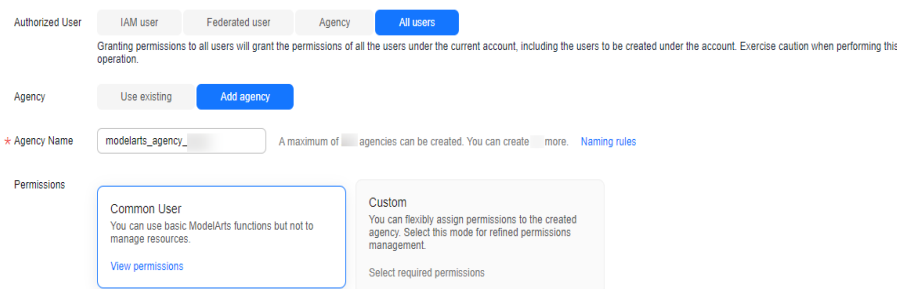 Authorized User IAM user Federated user Agency All users
Granting permissions to all users will grant the permissions of all the users under the current account, including the users to be created under the account. Exercise caution when performing this
operation.
Agency Use existing Add agency
* Agency Name modelarts_agency_ A maximum of agencies can be created. You can create more. Naming rules
Permissions
Common User
You can use basic ModelArts functions but not to
manage resources.
View permissions
Custom
You can flexibly assign permissions to the created
agency. Select this mode for refined permissions
management.
Select required permissions